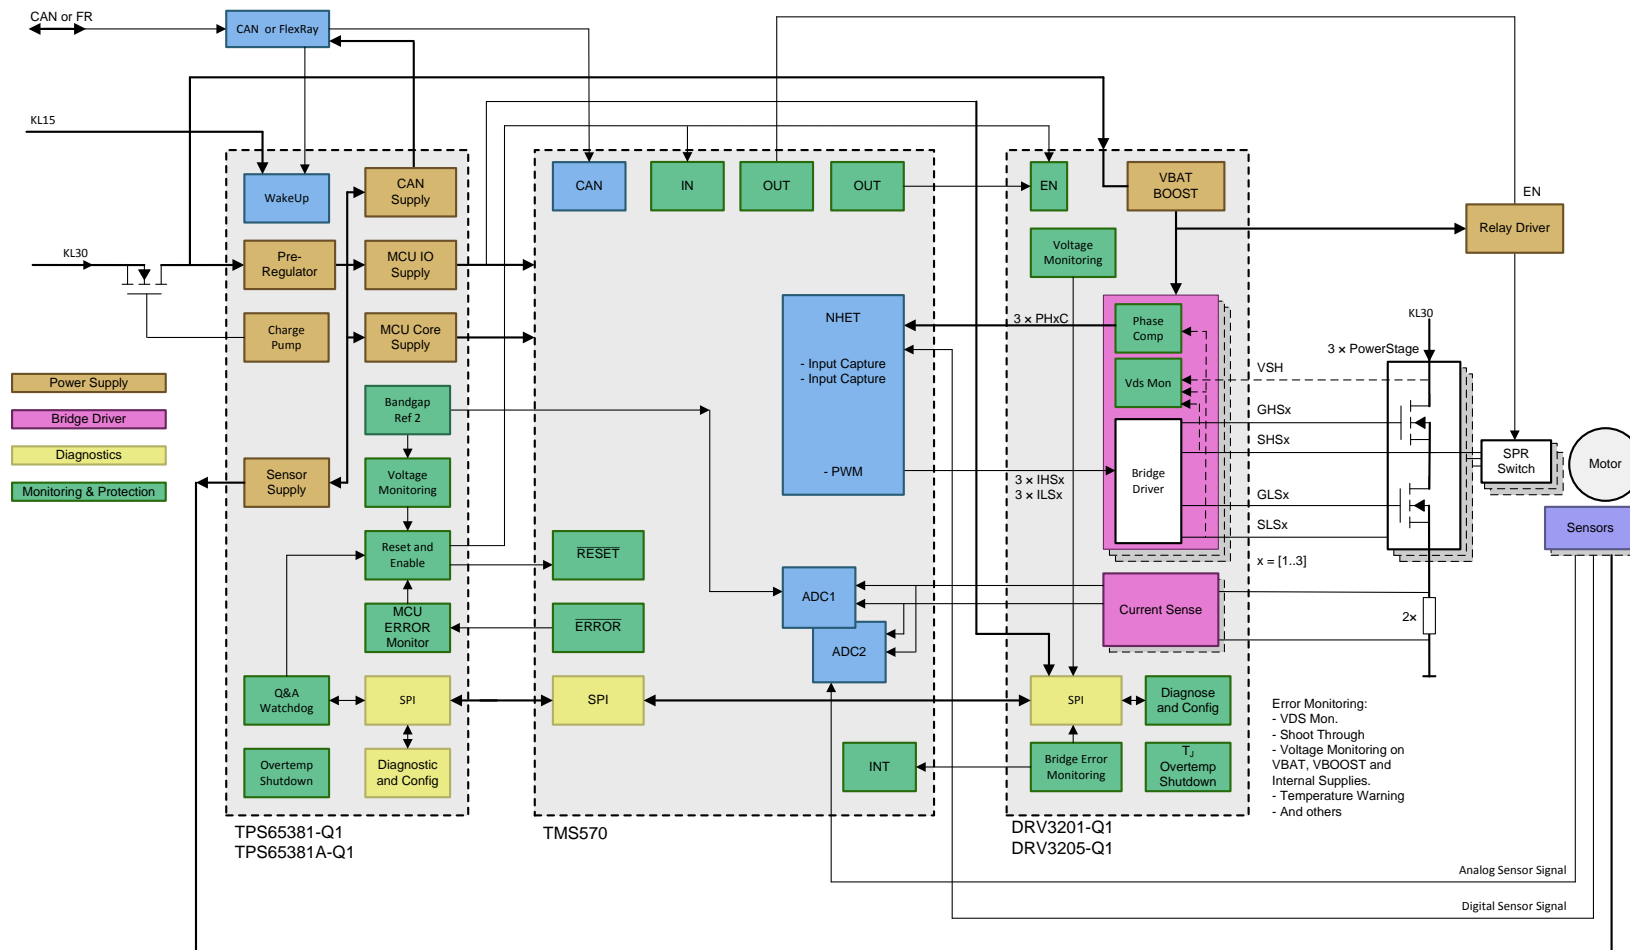 CAN or FR
CAN or FlexRay
KL15
WakeUp
CAN
Supply
CAN
IN
OUT
OUT
EN
VBAT
BOOST
EN
Relay Driver
KL30
Pre-
Regulator
MCU IO
Supply
Voltage
Monitoring
Charge
Pump
MCU Core
Supply
NHET
- Input Capture
- Input Capture
- PWM
3 × PHxC
Phase
Comp
Vds Mon
KL30
3 × PowerStage
VSH
GHSx
SHSx
GLSx
SLSx
x = [1..3]
Power Supply
Bridge Driver
Diagnostics
Monitoring & Protection
Bandgap
Ref 2
Sensor
Supply
Voltage
Monitoring
3 × IHSx
3 × ILSx
Bridge
Driver
SPR
Switch
Motor
Sensors
Reset and
Enable
RESET
MCU
ERROR
Monitor
ERROR
ADC1
ADC2
Current Sense
2×
Q&A
Watchdog
SPI
SPI
SPI
Diagnose
and Config
Overtemp
Shutdown
Diagnostic
and Config
INT
Bridge Error
Monitoring
TJ
Overtemp
Shutdown
Error Monitoring:
- VDS Mon.
- Shoot Through
- Voltage Monitoring on
VBAT, VBOOST and
Internal Supplies.
- Temperature Warning
- And others
TPS65381-Q1
TPS65381A-Q1
TMS570
DRV3201-Q1
DRV3205-Q1
Analog Sensor Signal
Digital Sensor Signal